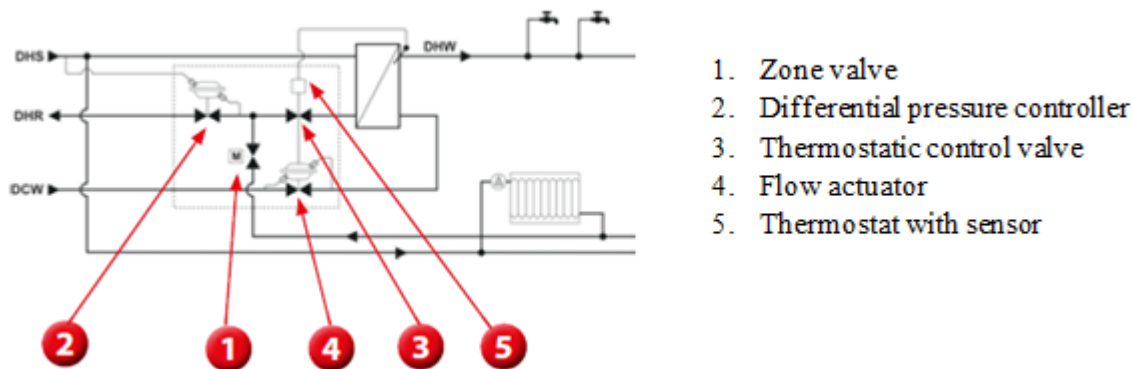 DHS
DHW
DHR
M
DCW
2
1
4
3
5
1. Zone valve
2. Differential pressure controller
3. Thermostatic control valve
4. Flow actuator
5. Thermostat with sensor